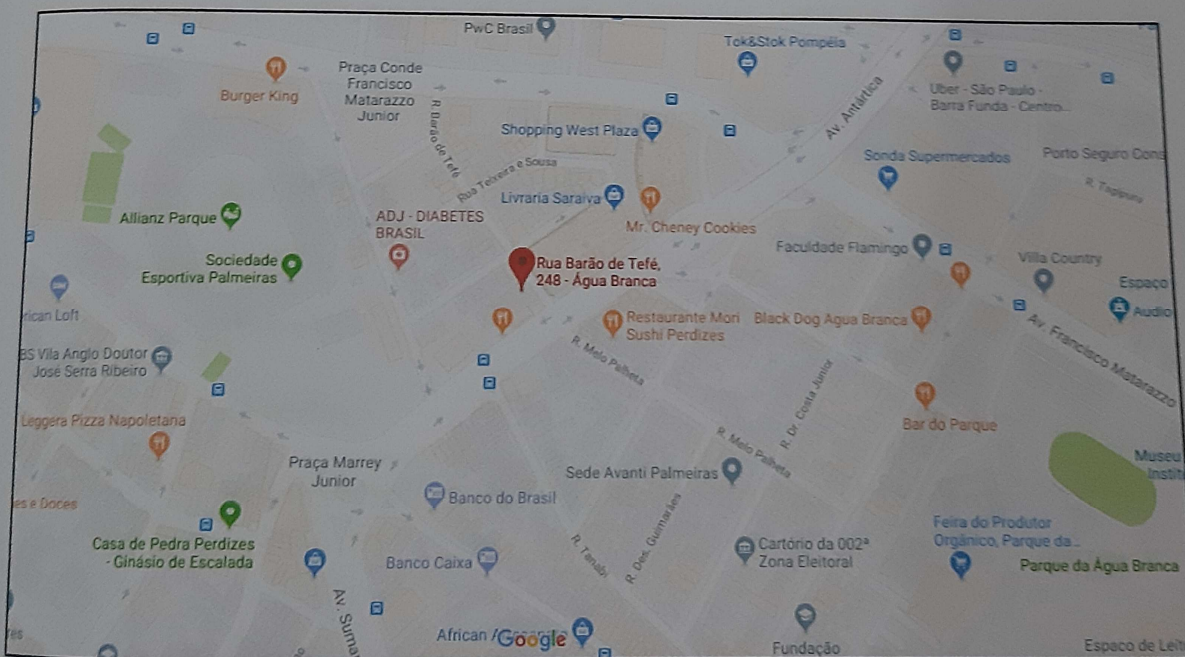 PwC Brasil
Tok&Stok Pompéia
Burger King
Praça Conde
Francisco
Matarazzo
Junior
R. Barão de Tefé
Av. Antártica
Uber - São Paulo -
Barra Funda - Centro...
Shopping West Plaza
Rua Teixeira e Sousa
Sonda Supermercados
Porto Seguro Cons
Livraria Saraiva
Allianz Parque
ADJ - DIABETES
BRASIL
Mr. Cheney Cookies
Faculdade Flamingo
Sociedade
Esportiva Palmeiras
Rua Barão de Tefé,
248 - Água Branca
Villa Country
Espaço
Audio
rican Loft
Restaurante Mori
Sushi Perdizes
Black Dog Agua Branca
Av. Francisco Matarazzo
BS Vila Anglo Doutor
José Serra Ribeiro
R. Melo Palheta
R. Dr. Costa Junior
Leggera Pizza Napoletana
Bar do Parque
R. Melo Palheta
Praça Marrey
Junior
Sede Avanti Palmeiras
Museu
Instit
Banco do Brasil
es e Doces
R. Des. Guimarães
Feira do Produtor
Orgânico, Parque da...
Casa de Pedra Perdizes
- Ginásio de Escalada
Banco Caixa
R. Tanabi
Cartório da 002ª
Zona Eleitoral
Parque da Água Branca
Av. Sumar
African
Google
Fundação
Espaço de Leit
res